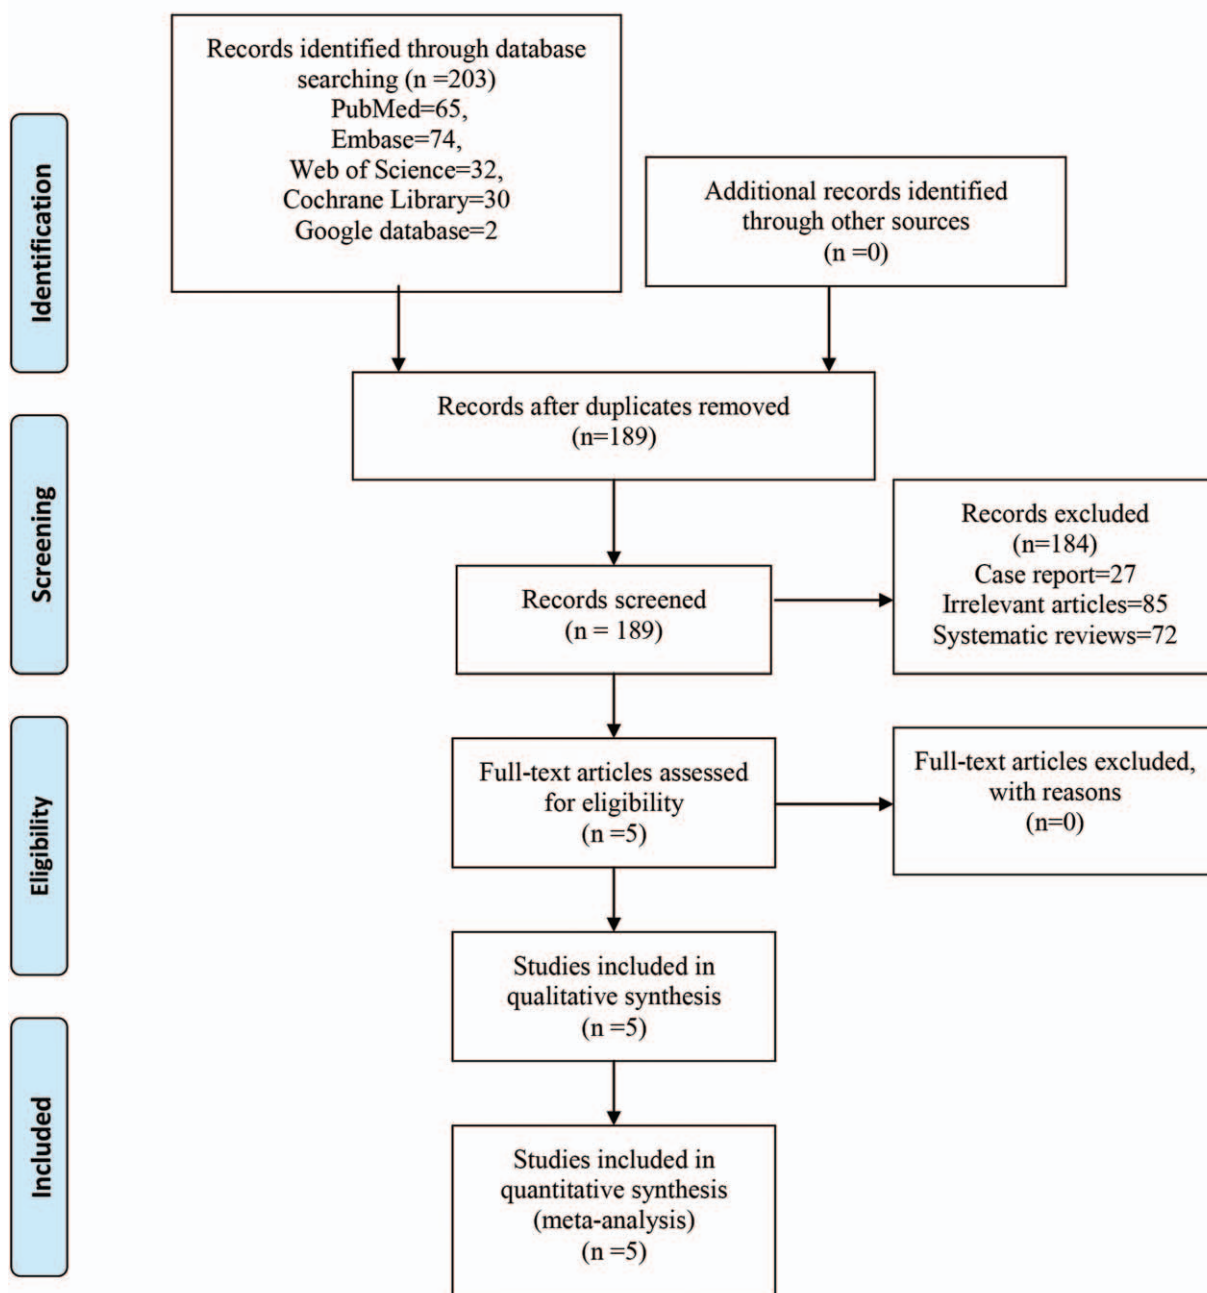 Identification
Records identified through database
searching (n =203)
PubMed=65,
Embase=74,
Web of Science=32,
Cochrane Library=30
Google database=2
Additional records identified
through other sources
(n =0)
Records after duplicates removed
(n=189)
Screening
Records screened
(n = 189)
Records excluded
(n=184)
Case report=27
Irrelevant articles=85
Systematic reviews=72
Eligibility
Full-text articles assessed
for eligibility
(n =5)
Full-text articles excluded,
with reasons
(n=0)
Studies included in
qualitative synthesis
(n =5)
Included
Studies included in
quantitative synthesis
(meta-analysis)
(n =5)